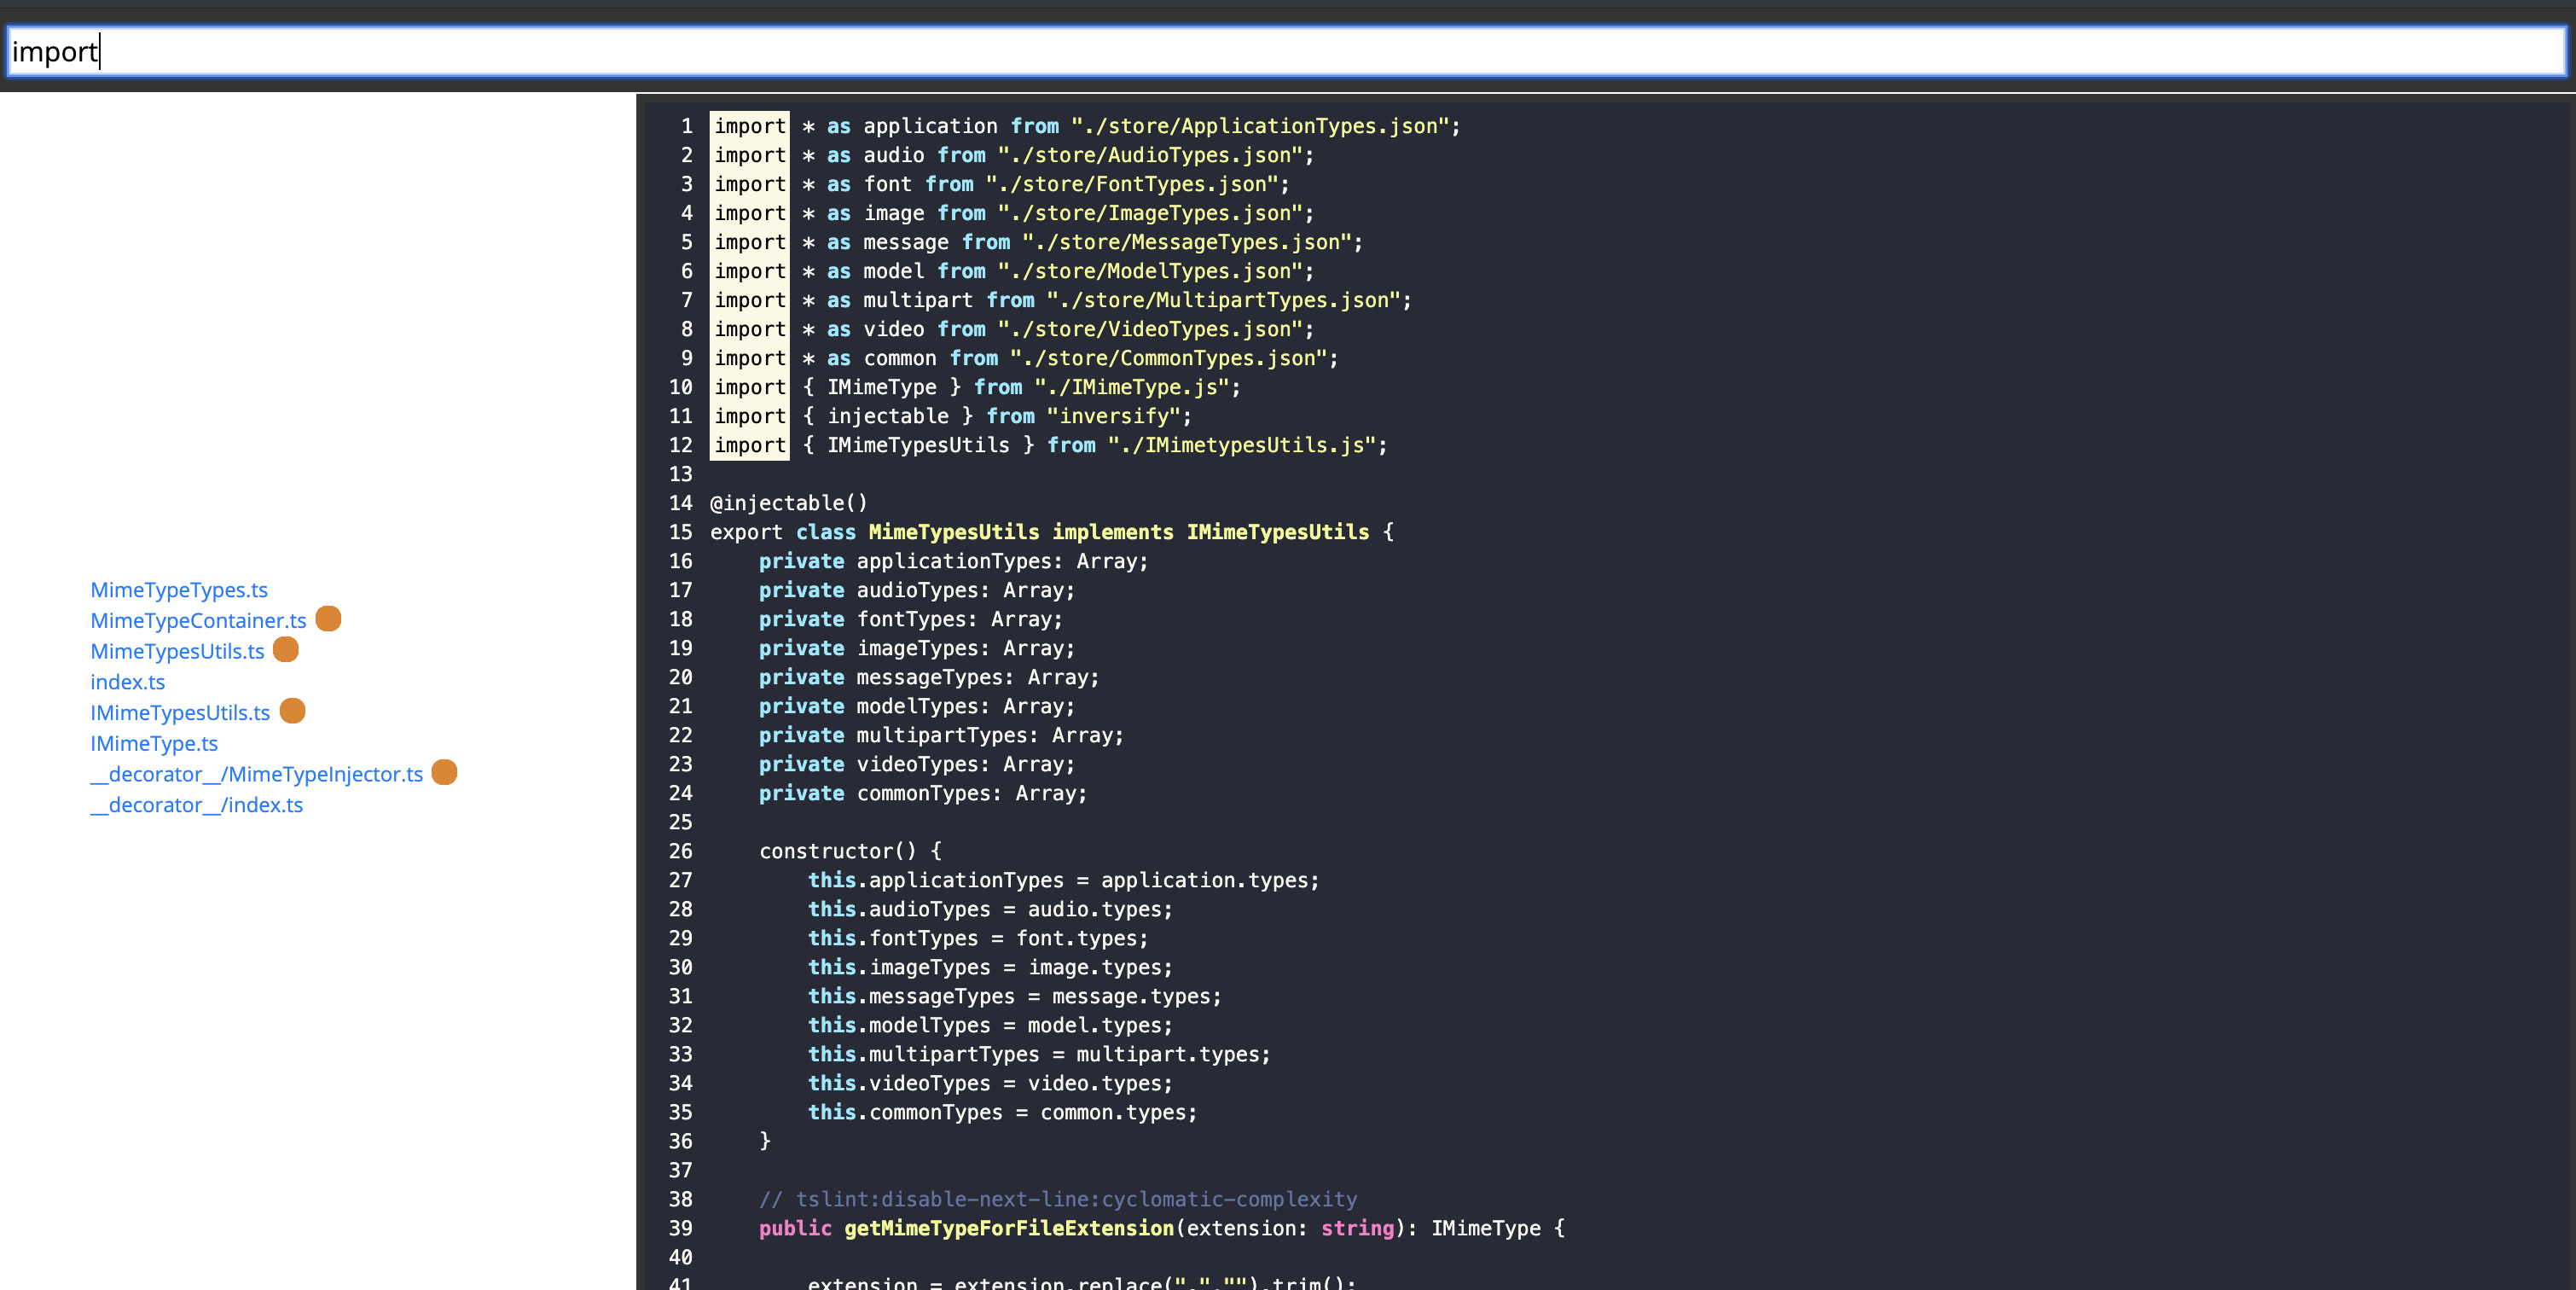 import
MimeTypeTypes.ts
MimeTypeContainer.ts
MimeTypesUtils.ts
index.ts
IMimeTypesUtils.ts
IMimeType.ts
__decorator__/MimeTypeInjector.ts
__decorator__/index.ts
1 import * as application from "./store/ApplicationTypes.json";
2 import * as audio from "./store/AudioTypes.json";
3 import * as font from "./store/FontTypes.json";
4 import * as image from "./store/ImageTypes.json";
5 import * as message from "./store/MessageTypes.json";
6 import * as model from "./store/ModelTypes.json";
7 import * as multipart from "./store/MultipartTypes.json";
8 import * as video from "./store/VideoTypes.json";
9 import * as common from "./store/CommonTypes.json";
10 import { IMimeType } from "./IMimeType.js";
11 import { injectable } from "inversify";
12 import { IMimeTypesUtils } from "./IMimetypesUtils.js";
13
14 @injectable()
15 export class MimeTypesUtils implements IMimeTypesUtils {
16 private applicationTypes: Array;
17 private audioTypes: Array;
18 private fontTypes: Array;
19 private imageTypes: Array;
20 private messageTypes: Array;
21 private modelTypes: Array;
22 private multipartTypes: Array;
23 private videoTypes: Array;
24 private commonTypes: Array;
25
26 constructor() {
27 this.applicationTypes = application.types;
28 this.audioTypes = audio.types;
29 this.fontTypes = font.types;
30 this.imageTypes = image.types;
31 this.messageTypes = message.types;
32 this.modelTypes = model.types;
33 this.multipartTypes = multipart.types;
34 this.videoTypes = video.types;
35 this.commonTypes = common.types;
36 }
37
38 // tslint:disable-next-line:cyclomatic-complexity
39 public getMimeTypeForFileExtension(extension: string): IMimeType {
40
41 extension = extension.replace(".","").trim();